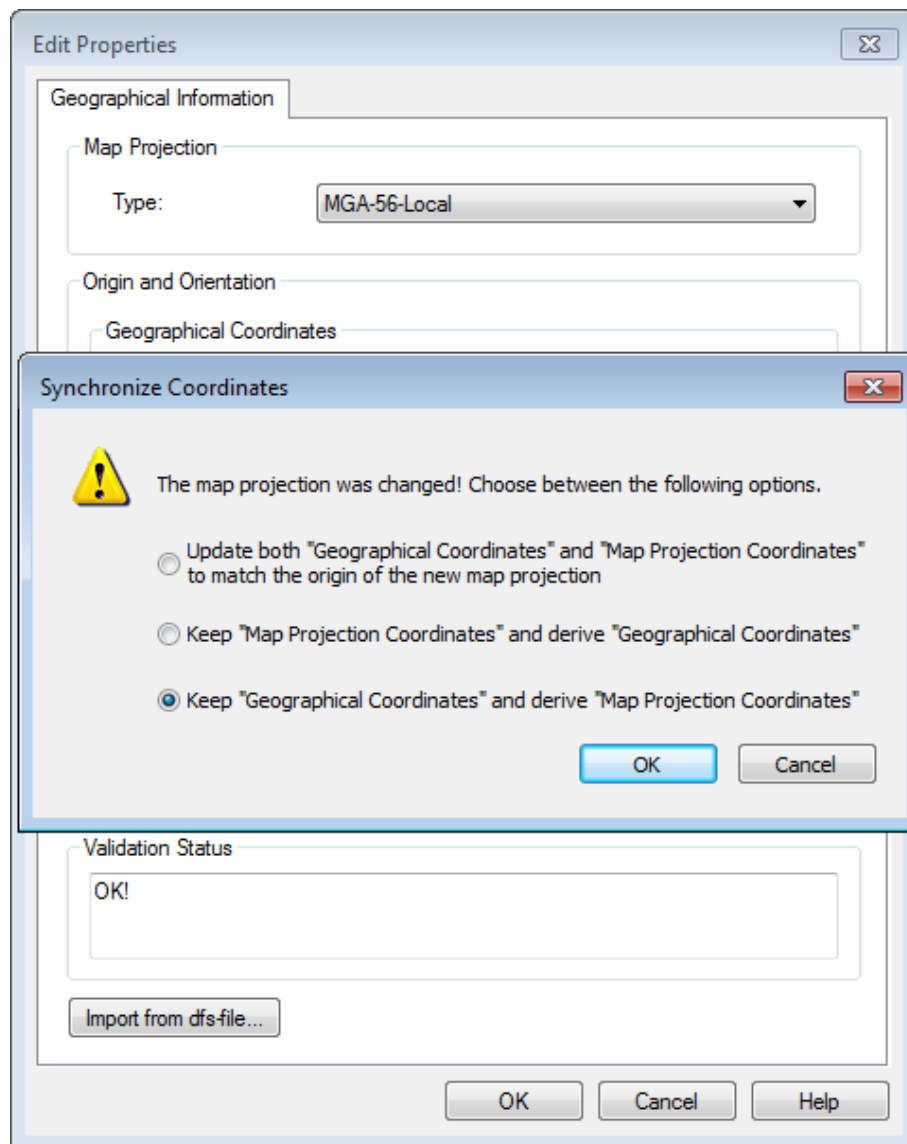 Edit Properties
Geographical Information
Map Projection
Type:
MGA-56-Local
Origin and Orientation
Geographical Coordinates
Synchronize Coordinates
The map projection was changed! Choose between the following options.
Update both "Geographical Coordinates" and "Map Projection Coordinates"
to match the origin of the new map projection
Keep "Map Projection Coordinates" and derive "Geographical Coordinates"
Keep "Geographical Coordinates" and derive "Map Projection Coordinates"
OK Cancel
Validation Status
OK!
Import from dfs-file...
OK Cancel Help